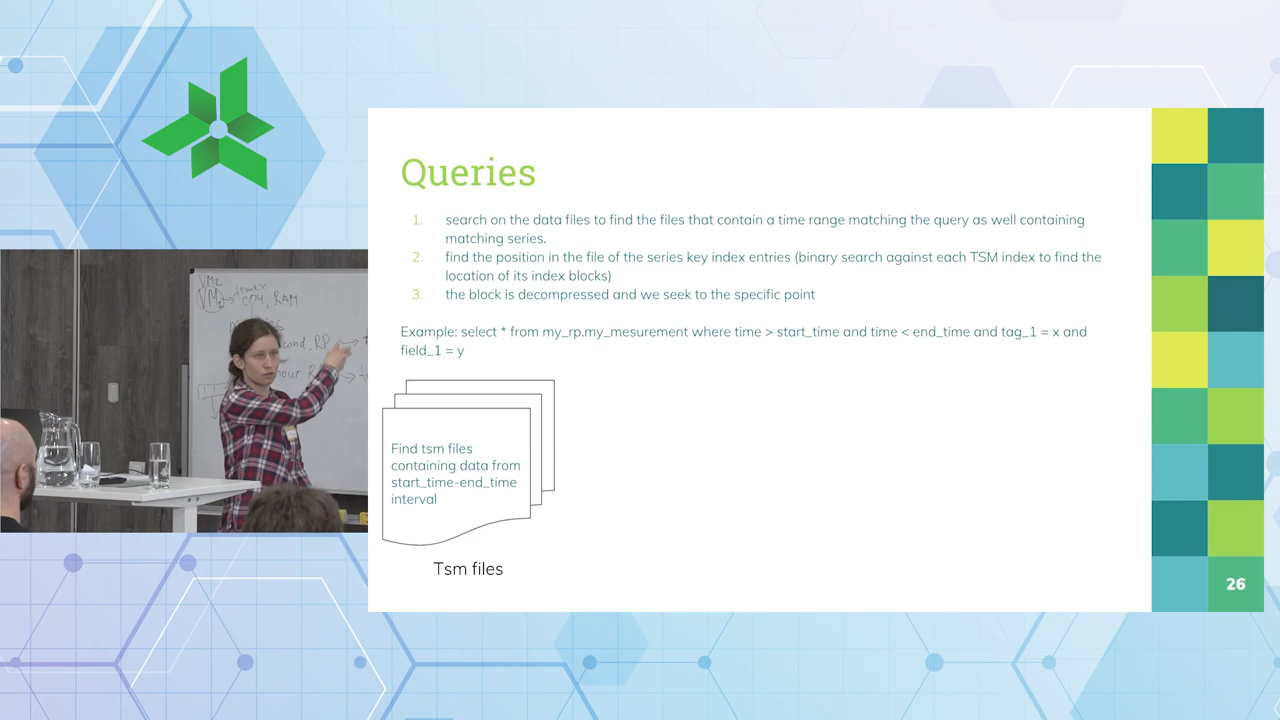 Queries
1. search on the data files to find the files that contain a time range matching the query as well containing
matching series.
2. find the position in the file of the series key index entries (binary search against each TSM index to find the
location of its index blocks)
3. the block is decompressed and we seek to the specific point
Example: select * from my_rp.my_mesurement where time > start_time and time < end_time and tag_1 = x and
field_1 = y
Find tsm files
containing data from
start_time-end_time
interval
Tsm files
26
VM2
VM
CPU, RAM
RP
hour